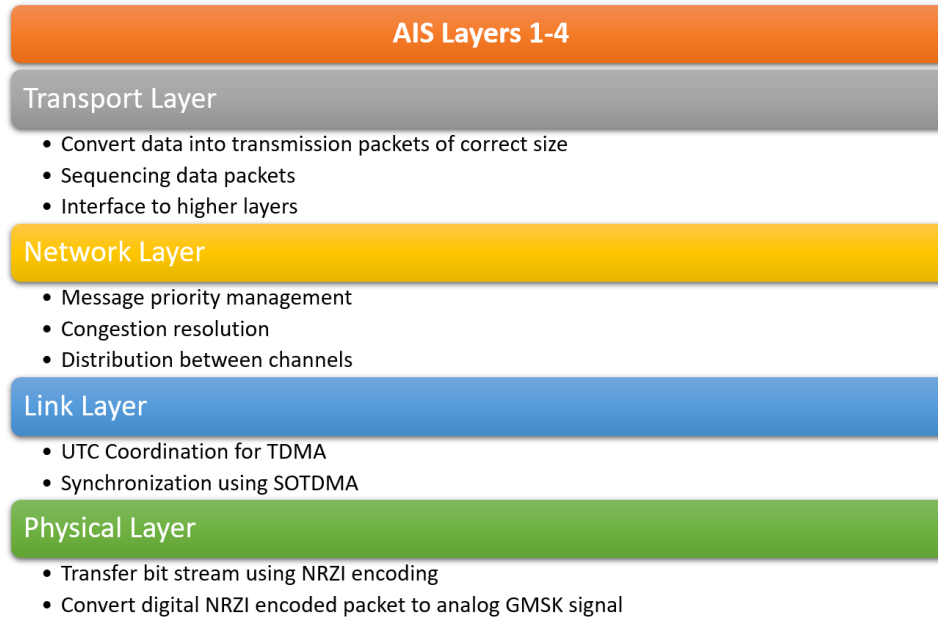 AIS Layers 1-4
Transport Layer
• Convert data into transmission packets of correct size
• Sequencing data packets
• Interface to higher layers
Network Layer
• Message priority management
• Congestion resolution
• Distribution between channels
Link Layer
• UTC Coordination for TDMA
• Synchronization using SOTDMA
Physical Layer
• Transfer bit stream using NRZI encoding
• Convert digital NRZI encoded packet to analog GMSK signal